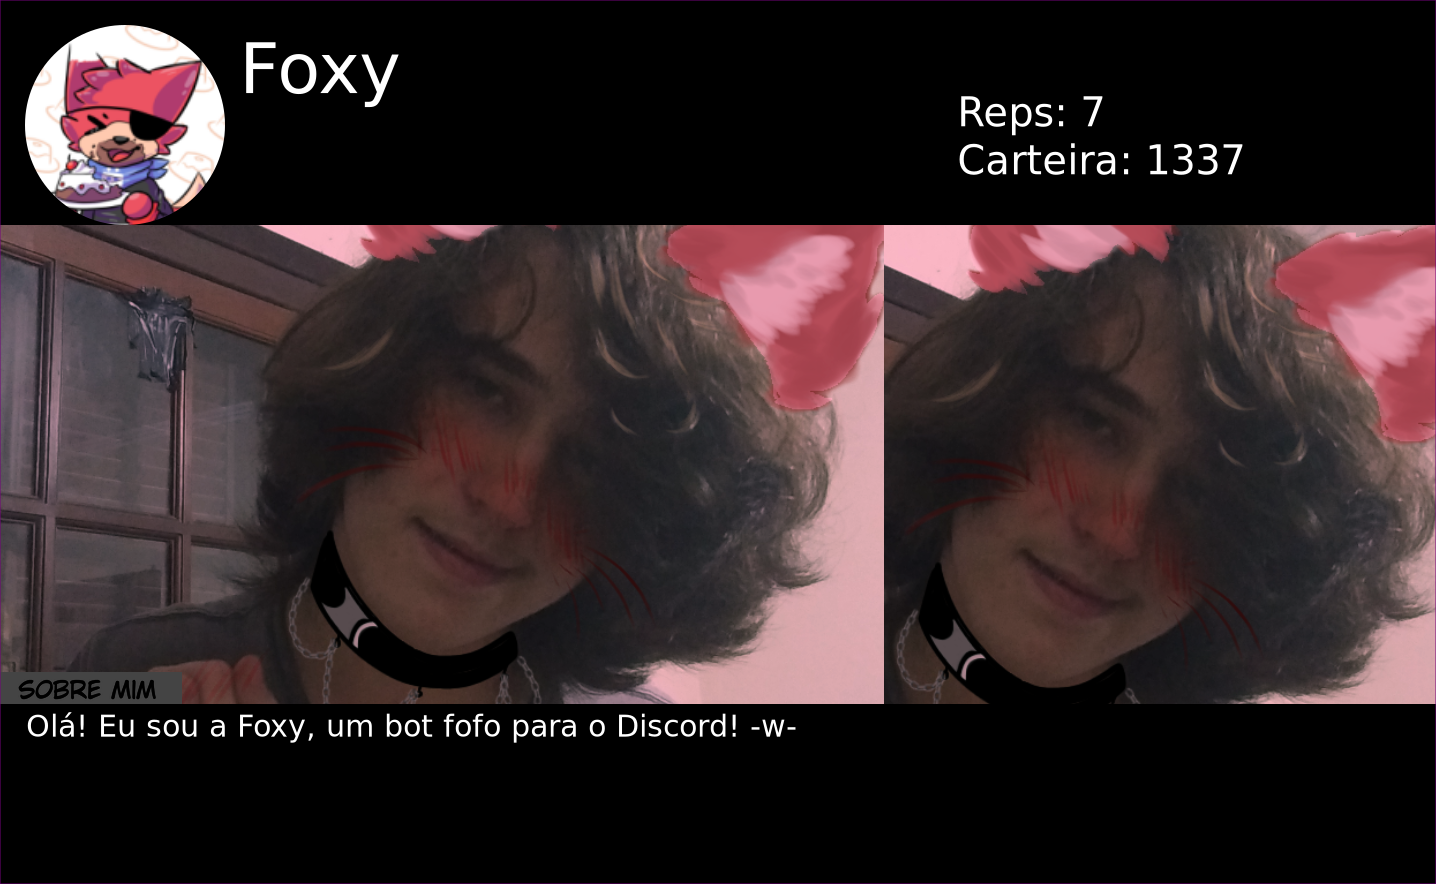 Foxy
Reps: 7
Carteira: 1337
SOBRE MIM
Olá! Eu sou a Foxy, um bot fofo para o Discord! -w-